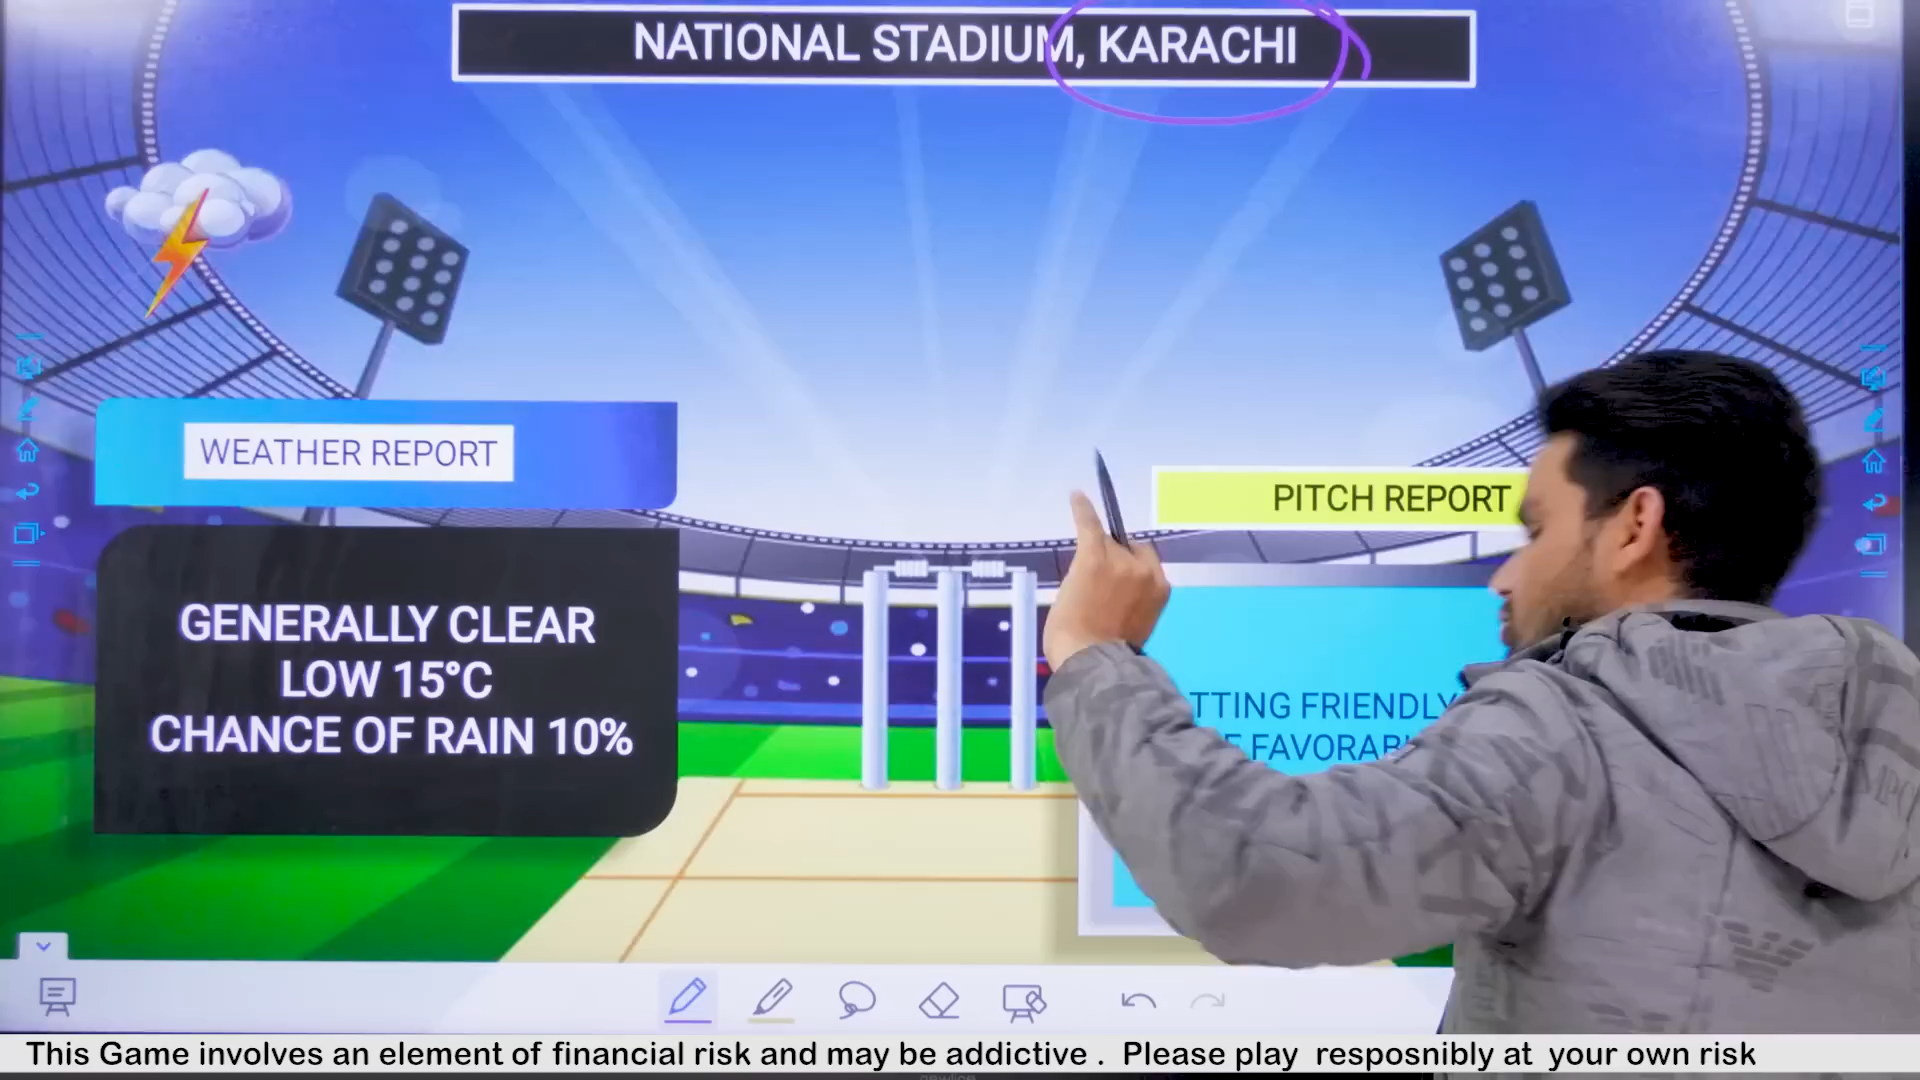 NATIONAL STADIUM, KARACHI
WEATHER REPORT
PITCH REPORT
GENERALLY CLEAR
LOW 15°C
CHANCE OF RAIN 10%
FRIENDLY
This Game involves an element of financial risk and may be addictive . Please play resposnibly at your own risk